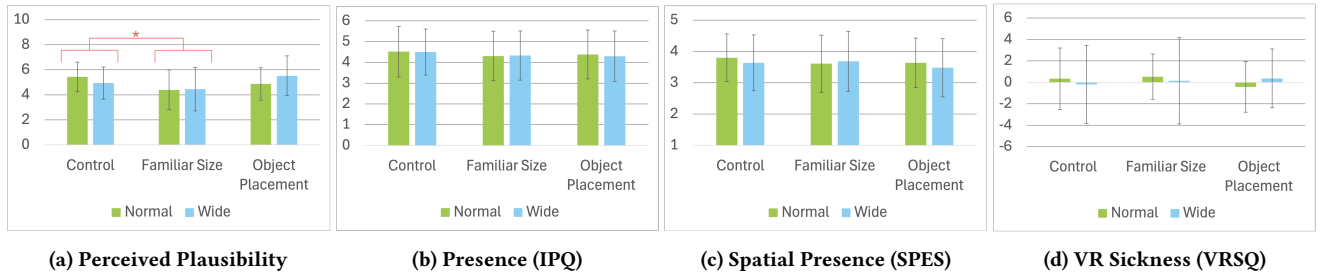 10
8
6
4
2
0
*
Control
Familiar Size
Object
Placement
Normal
Wide
(a) Perceived Plausibility
6
5
4
3
2
1
0
Control
Familiar Size
Object
Placement
Normal
Wide
(b) Presence (IPQ)
5
4
3
2
1
Control
Familiar Size
Object
Placement
Normal
Wide
(c) Spatial Presence (SPES)
6
4
2
0
-2
-4
-6
Control
Familiar Size
Object
Placement
Normal
Wide
(d) VR Sickness (VRSQ)